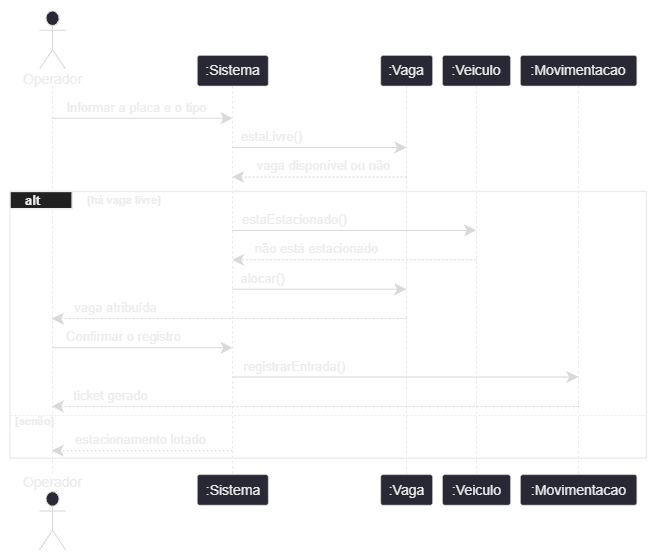 Operador
:Sistema
:Vaga
:Veiculo
:Movimentacao
Informar a placa e o tipo
estaLivre()
vaga disponível ou não
alt
[há vaga livre]
estaEstacionado()
não está estacionado
alocar()
vaga atribuída
Confirmar o registro
registrarEntrada()
ticket gerado
[senão]
estacionamento lotado
Operador
:Sistema
:Vaga
:Veiculo
:Movimentacao